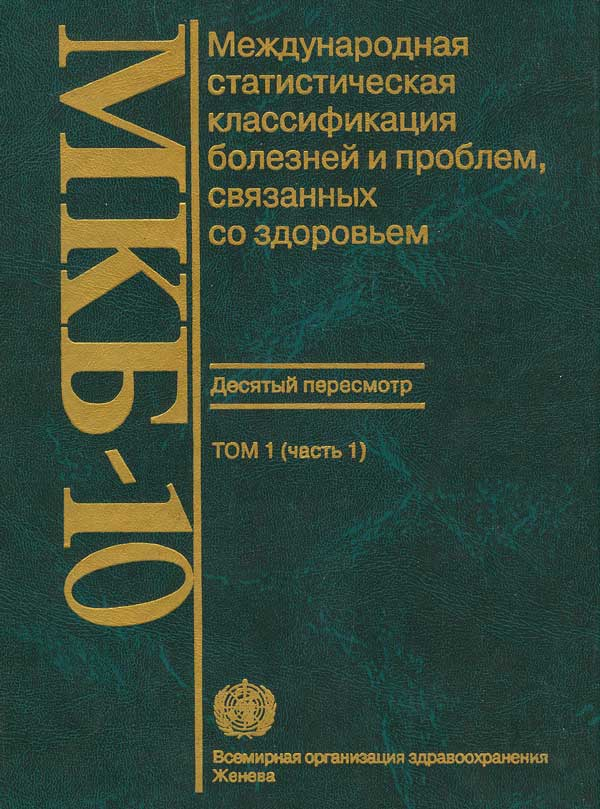 МКБ-10
Международная
статистическая
классификация
болезней и проблем,
связанных
со здоровьем
Десятый пересмотр
ТОМ 1 (часть 1)
Всемирная организация здравоохранения
Женева